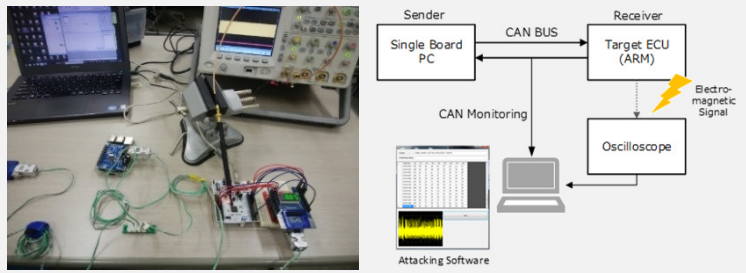 Sender
Receiver
CAN BUS
Single Board
PC
Target ECU
(ARM)
Electro-
magnetic
Signal
CAN Monitoring
Oscilloscope
Attacking Software